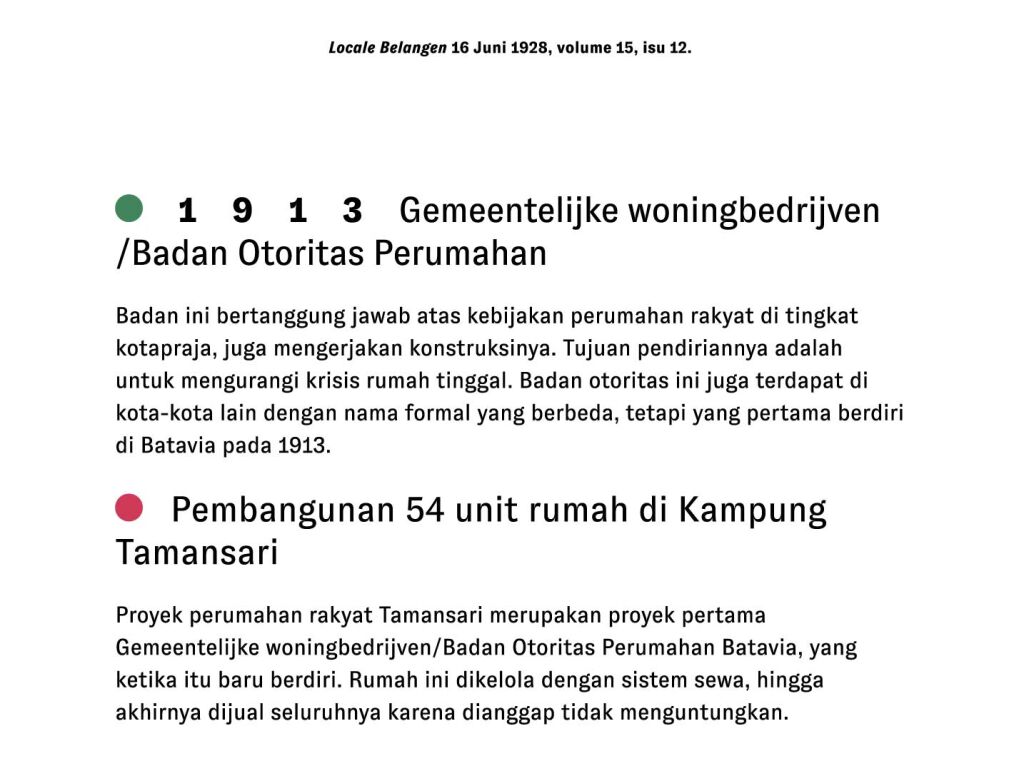 Locale Belangen 16 Juni 1928, volume 15, isu 12.
1 9 1 3 Gemeentelijke woningbedrijven
/Badan Otoritas Perumahan
Badan ini bertanggung jawab atas kebijakan perumahan rakyat di tingkat
kotapraja, juga mengerjakan konstruksinya. Tujuan pendiriannya adalah
untuk mengurangi krisis rumah tinggal. Badan otoritas ini juga terdapat di
kota-kota lain dengan nama formal yang berbeda, tetapi yang pertama berdiri
di Batavia pada 1913.
Pembangunan 54 unit rumah di Kampung
Tamansari
Proyek perumahan rakyat Tamansari merupakan proyek pertama
Gemeentelijke woningbedrijven/Badan Otoritas Perumahan Batavia, yang
ketika itu baru berdiri. Rumah ini dikelola dengan sistem sewa, hingga
akhirnya dijual seluruhnya karena dianggap tidak menguntungkan.